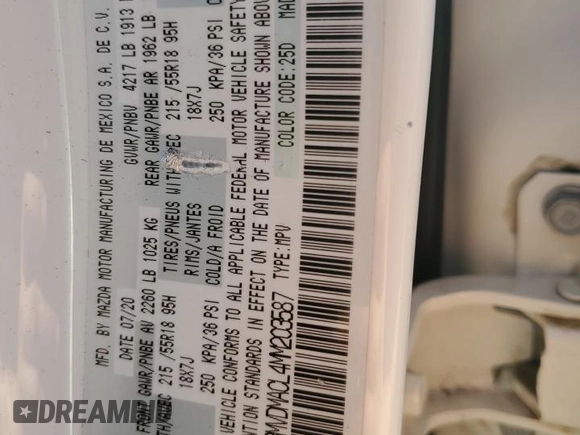 MFD. BY MAZDA MOTOR MANUFACTURING DE MEXICO S.A. DE C.V.
DATE 07/20 GVWR/PNBV 4217 LB 1913
FRONT GAWR/PNBE AV 2260 LB 1025 KG REAR GAWR/PNBE AR 1962 LB
215 /55R18 95H TIRES/PNEUS WITH 215 /55R18 95H
18X7J RIMS/JANTES 18X7J
250 KPA/36 PSI COLD/A FROID 250 KPA/36 PSI
VEHICLE CONFORMS TO ALL APPLICABLE FEDERAL MOTOR VEHICLE SAFETY
STANDARDS IN EFFECT ON THE DATE OF MANUFACTURE SHOWN ABOV
TYPE: MPV COLOR CODE: 25D MAD
DREAM